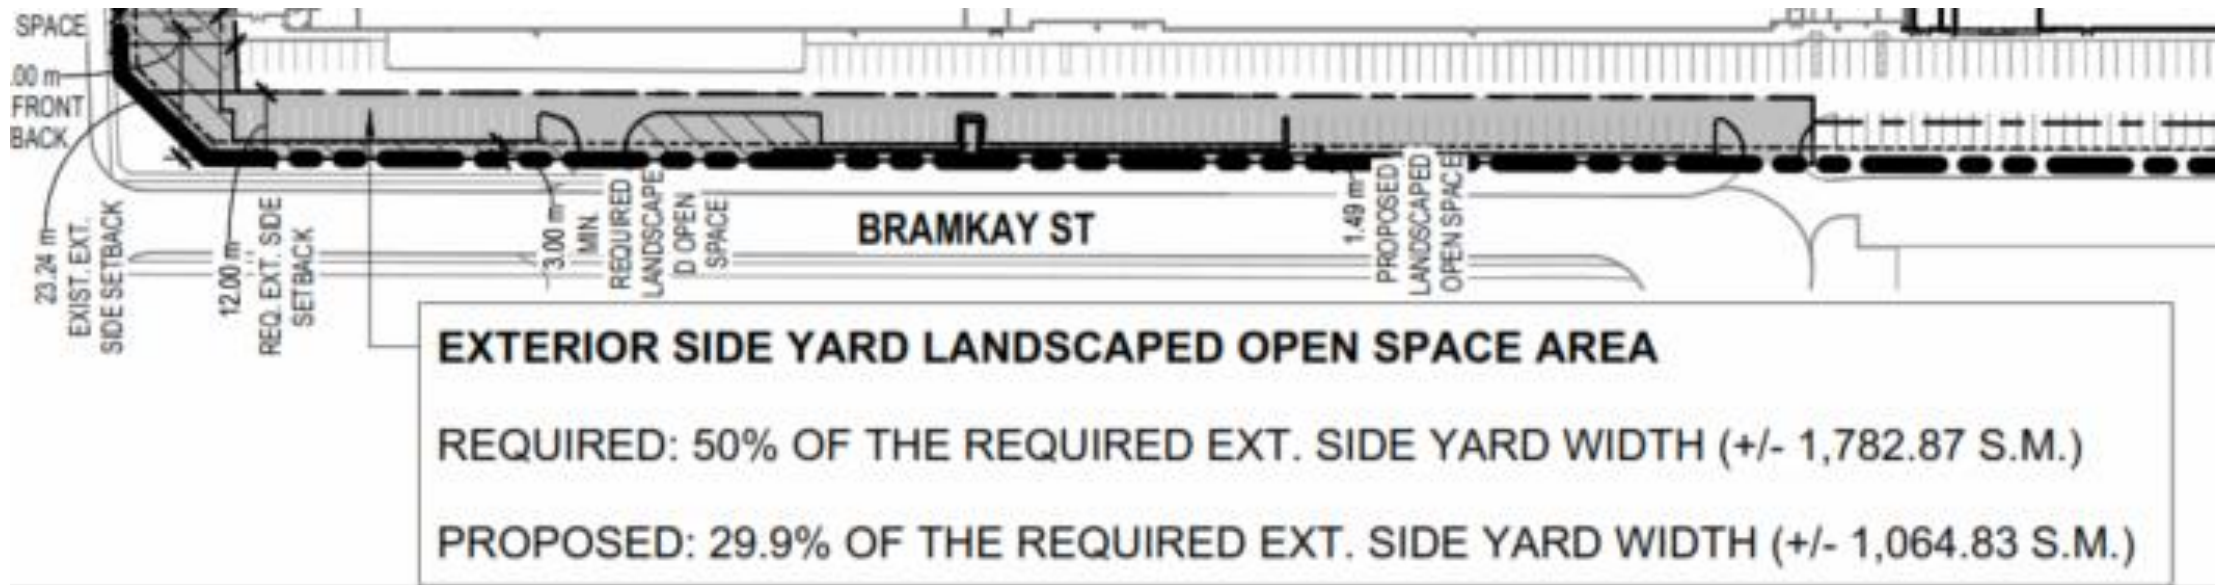 SPACE
.00 m
FRONT
BACK
23.24 m
EXIST. EXT.
SIDE SETBACK
12.00 m
REQ. EXT. SIDE
SETBACK
3.00 m
MIN.
REQUIRED
LANDSCAPE
D OPEN
SPACE
BRAMKAY ST
1.49 m
PROPOSED
LANDSCAPED
OPEN SPACE
EXTERIOR SIDE YARD LANDSCAPED OPEN SPACE AREA
REQUIRED: 50% OF THE REQUIRED EXT. SIDE YARD WIDTH (+/- 1,782.87 S.M.)
PROPOSED: 29.9% OF THE REQUIRED EXT. SIDE YARD WIDTH (+/- 1,064.83 S.M.)